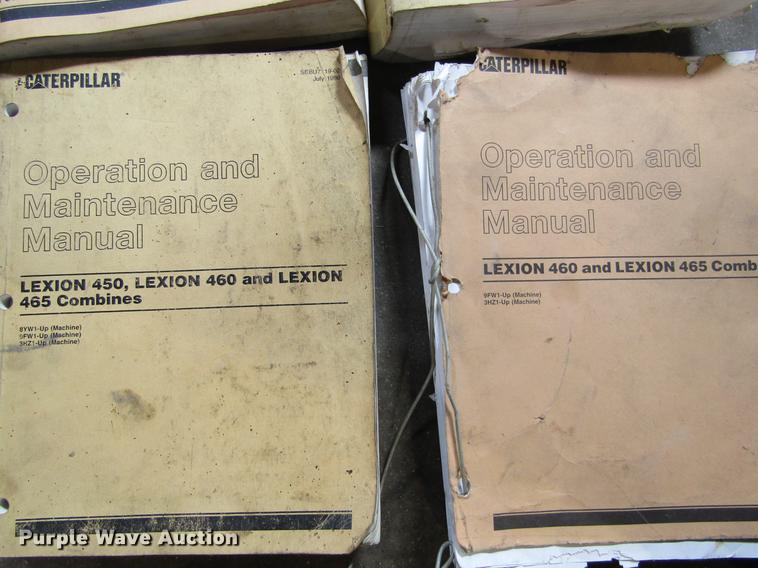 CATERPILLAR
July 1999
Operation and
Maintenance
Manual
LEXION 450, LEXION 460 and LEXION
465 Combines
8YW1-Up (Machine)
9FW1-Up (Machine)
3HZ1-Up (Machine)
CATERPILLAR
Operation and
Maintenance
Manual
LEXION 460 and LEXION 465 Comb
9FW1-Up (Machine)
3HZ1-Up (Machine)
Purple Wave Auction